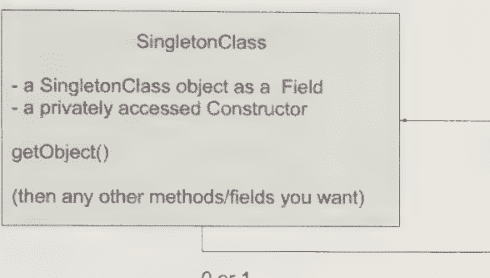 SingletonClass
- a SingletonClass object as a Field
- a privately accessed Constructor
getObject()
(then any other methods/fields you want)
0 or 1